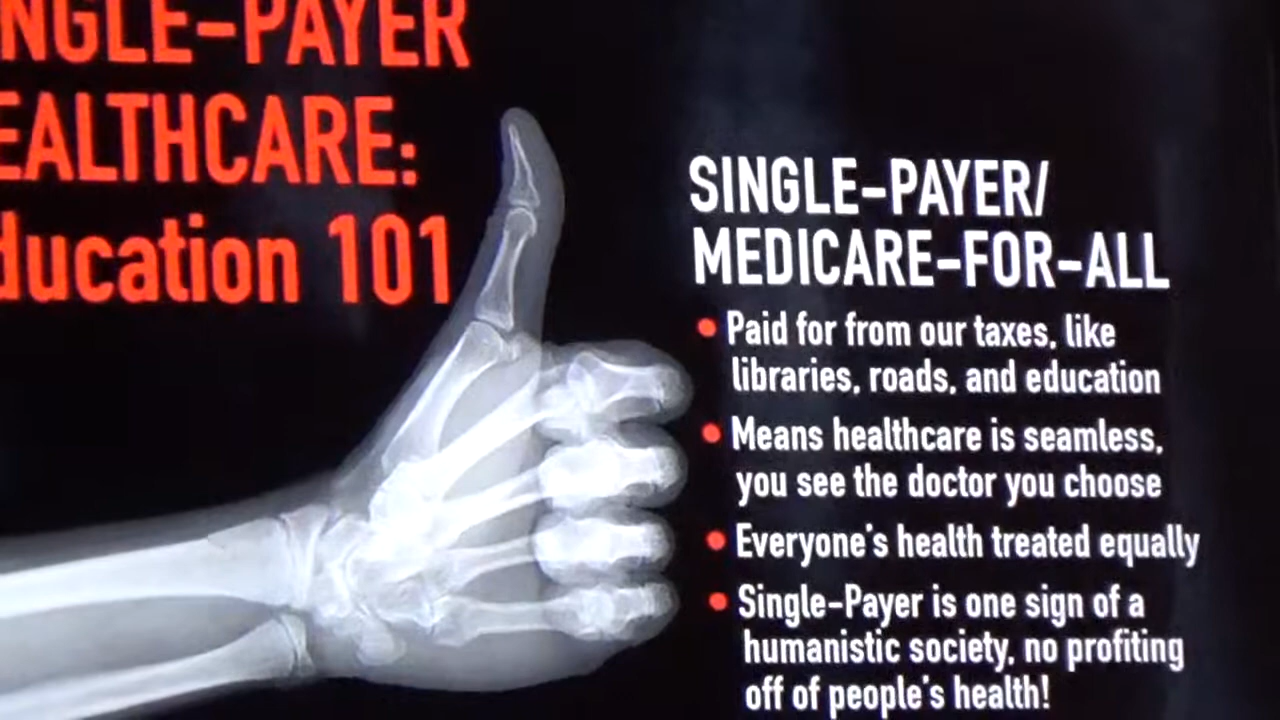 NGLE-PAYER
EALTHCARE:
ducation 101
SINGLE-PAYER/
MEDICARE-FOR-ALL
• Paid for from our taxes, like
libraries, roads, and education
• Means healthcare is seamless,
you see the doctor you choose
• Everyone's health treated equally
• Single-Payer is one sign of a
humanistic society, no profiting
off of people's health!